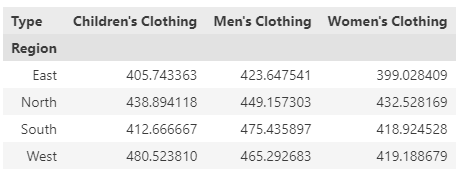 Type Children's Clothing Men's Clothing Women's Clothing
Region
East 405.743363 423.647541 399.028409
North 438.894118 449.157303 432.528169
South 412.666667 475.435897 418.924528
West 480.523810 465.292683 419.188679